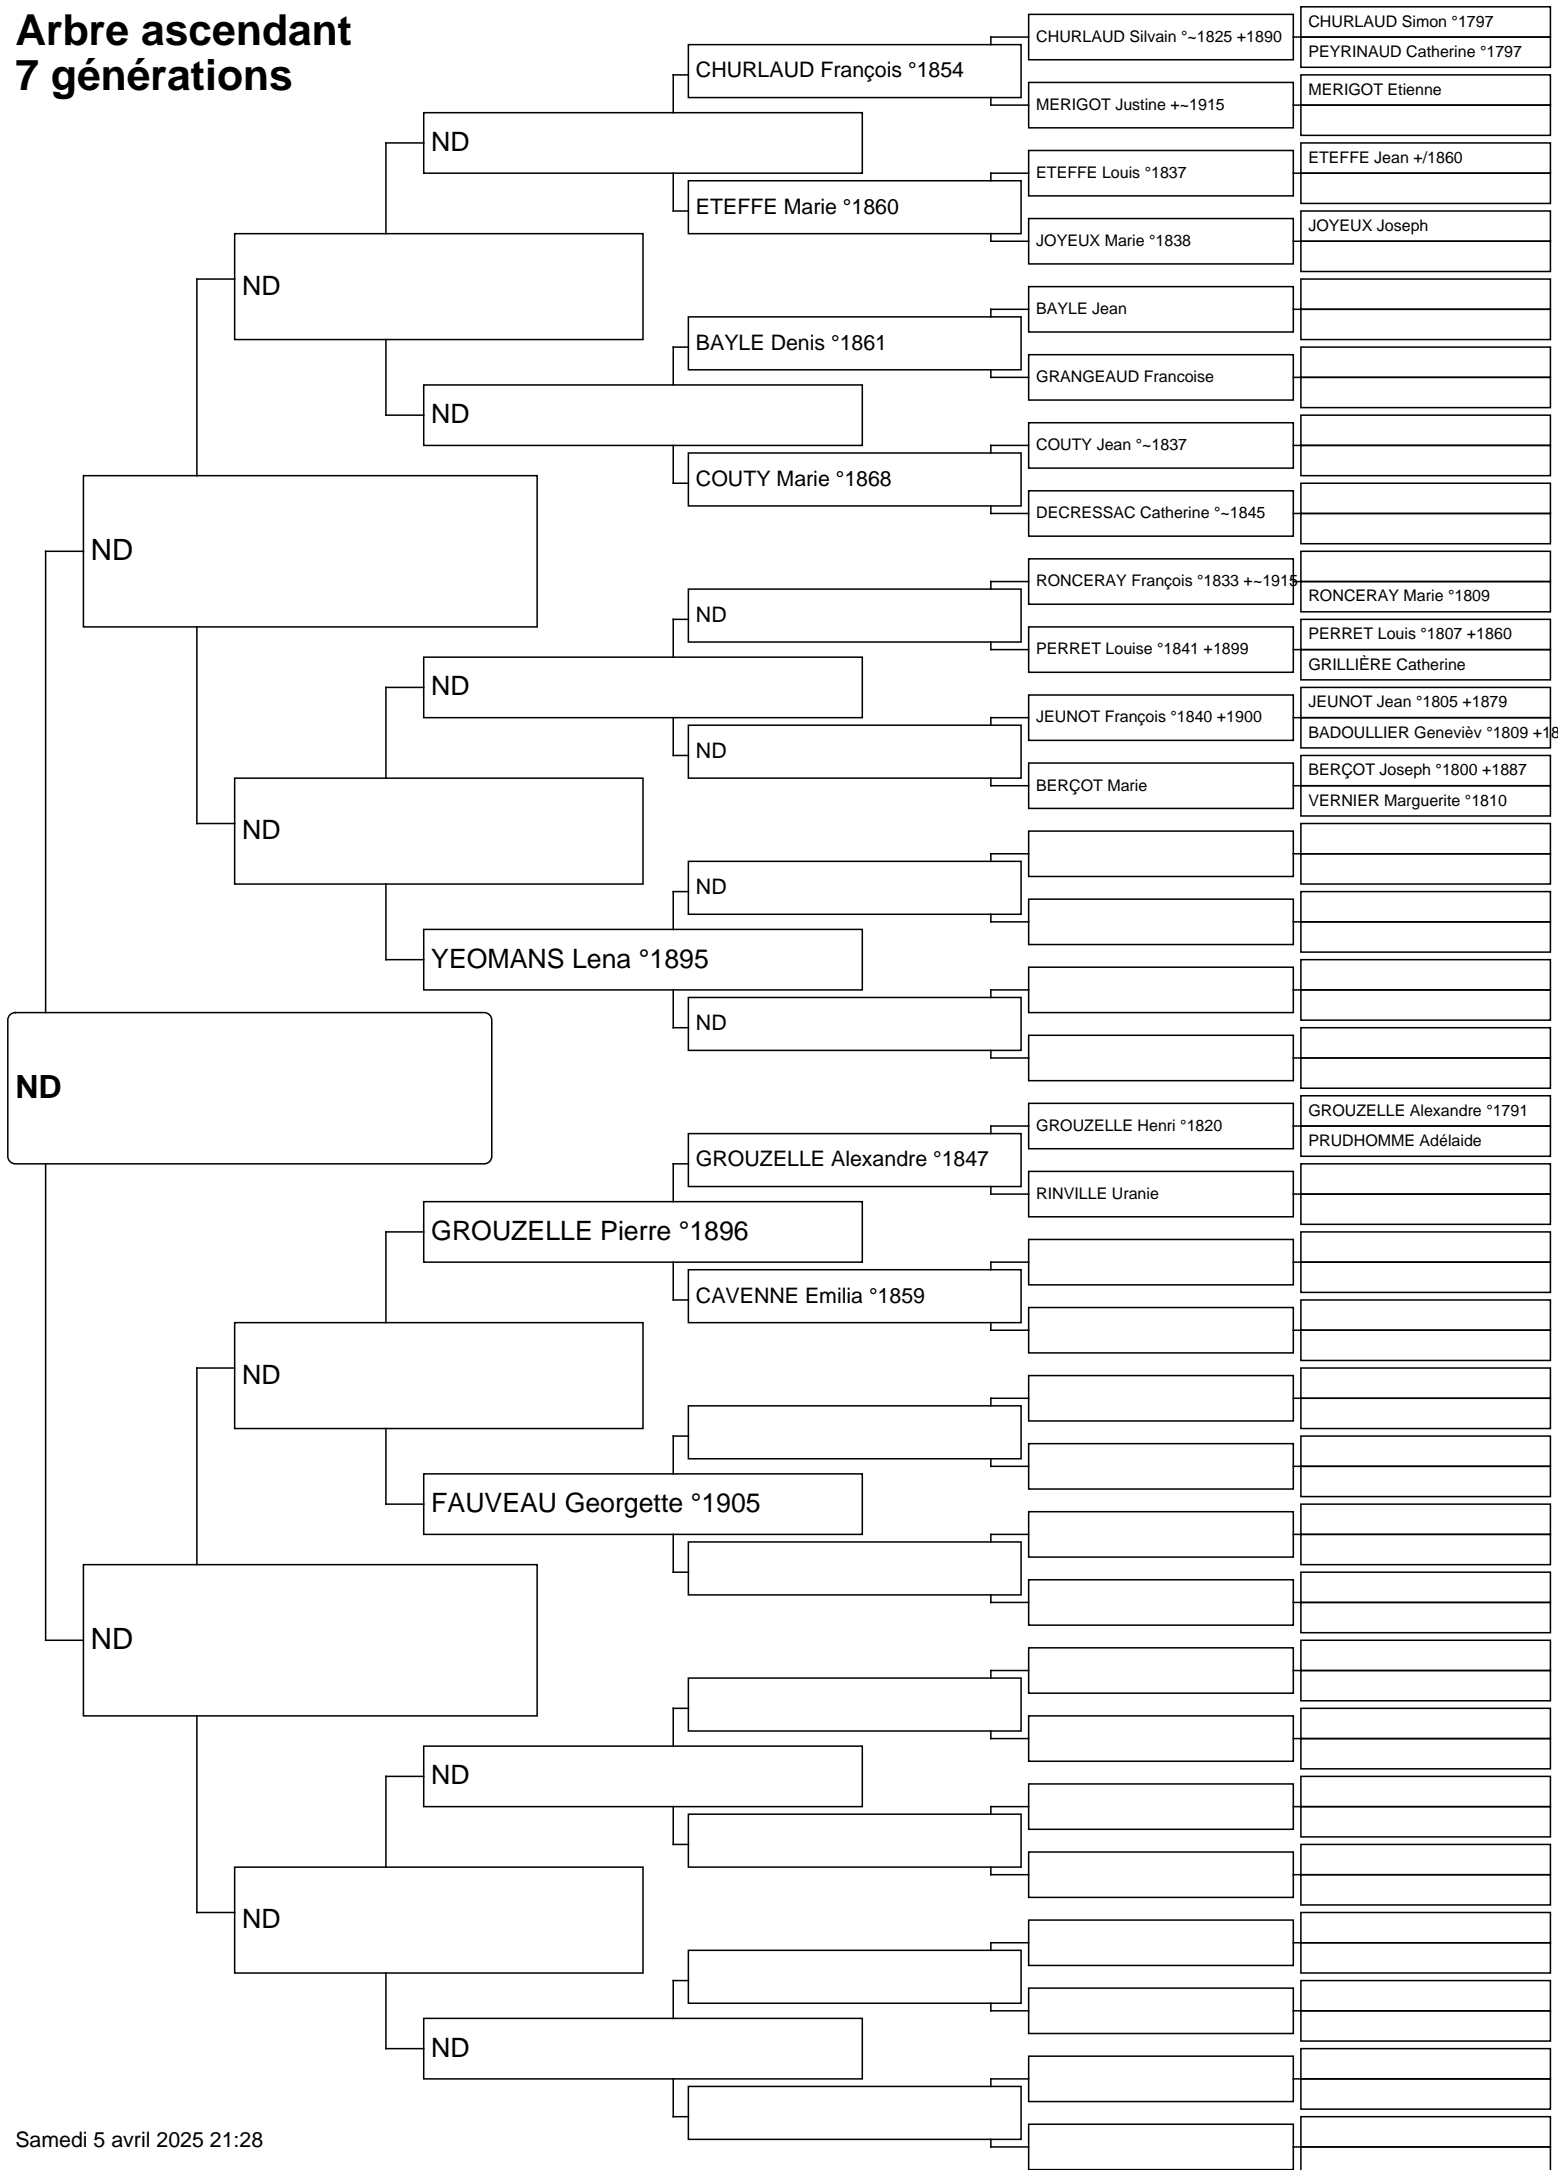 Arbre ascendant
7 générations
CHURLAUD Simon °1797
CHURLAUD Silvain °~1825 +1890
PEYRINAUD Catherine °1797
CHURLAUD François °1854
MERIGOT Etienne
MERIGOT Justine +~1915
ND
ETEFFE Jean +/1860
ETEFFE Louis °1837
ETEFFE Marie °1860
JOYEUX Joseph
JOYEUX Marie °1838
ND
BAYLE Jean
BAYLE Denis °1861
GRANGEAUD Francoise
ND
COUTY Jean °~1837
COUTY Marie °1868
DECRESSAC Catherine °~1845
ND
RONCERAY François °1833 +~1915
RONCERAY Marie °1809
ND
PERRET Louis °1807 +1860
PERRET Louise °1841 +1899
GRILLIÈRE Catherine
ND
JEUNOT Jean °1805 +1879
JEUNOT François °1840 +1900
BADOULLIER Genevièv °1809 +18
ND
BERÇOT Joseph °1800 +1887
BERÇOT Marie
VERNIER Marguerite °1810
ND
ND
YEOMANS Lena °1895
ND
ND
GROUZELLE Alexandre °1791
GROUZELLE Henri °1820
PRUDHOMME Adélaide
GROUZELLE Alexandre °1847
RINVILLE Uranie
GROUZELLE Pierre °1896
CAVENNE Emilia °1859
ND
FAUVEAU Georgette °1905
ND
ND
ND
ND
Samedi 5 avril 2025 21:28